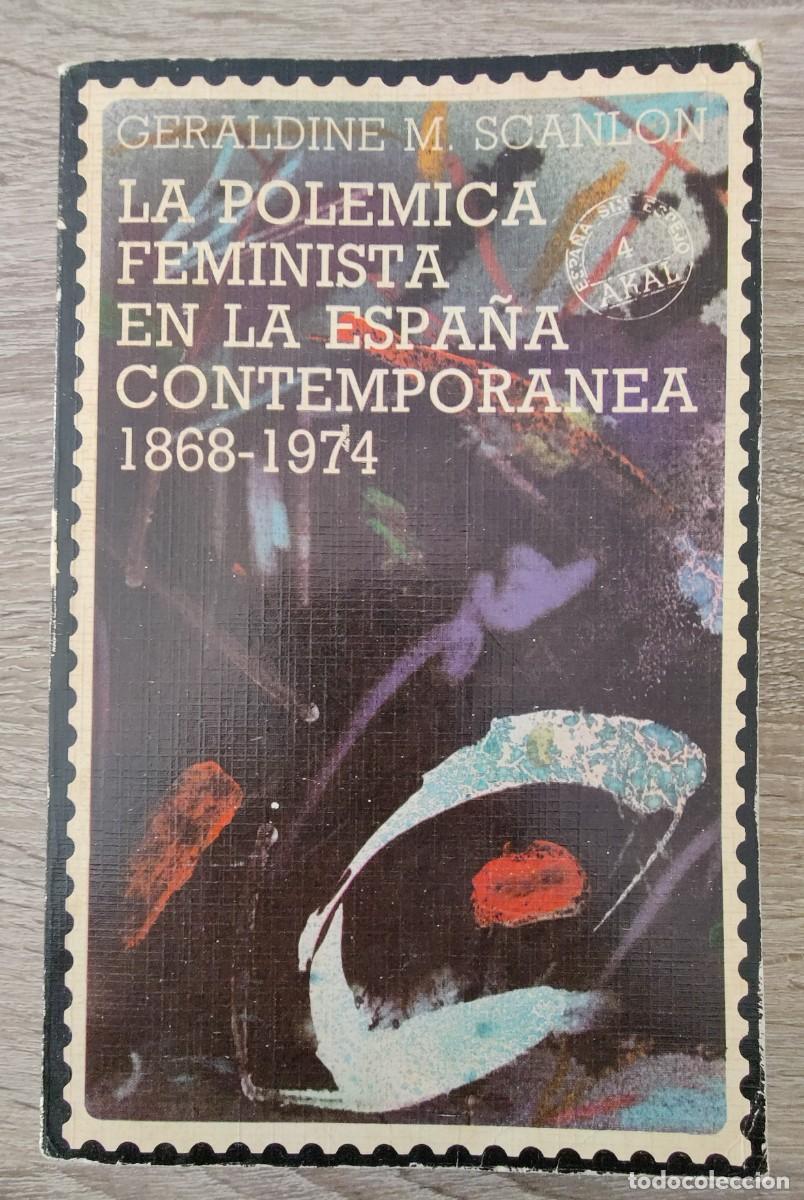 GERALDINE M. SCANLON
LA POLEMICA
FEMINISTA
EN LA ESPAÑA
CONTEMPORANEA
1868-1974
ESPAÑA SIN ESPEJO
4
AKAL
todocoleccion